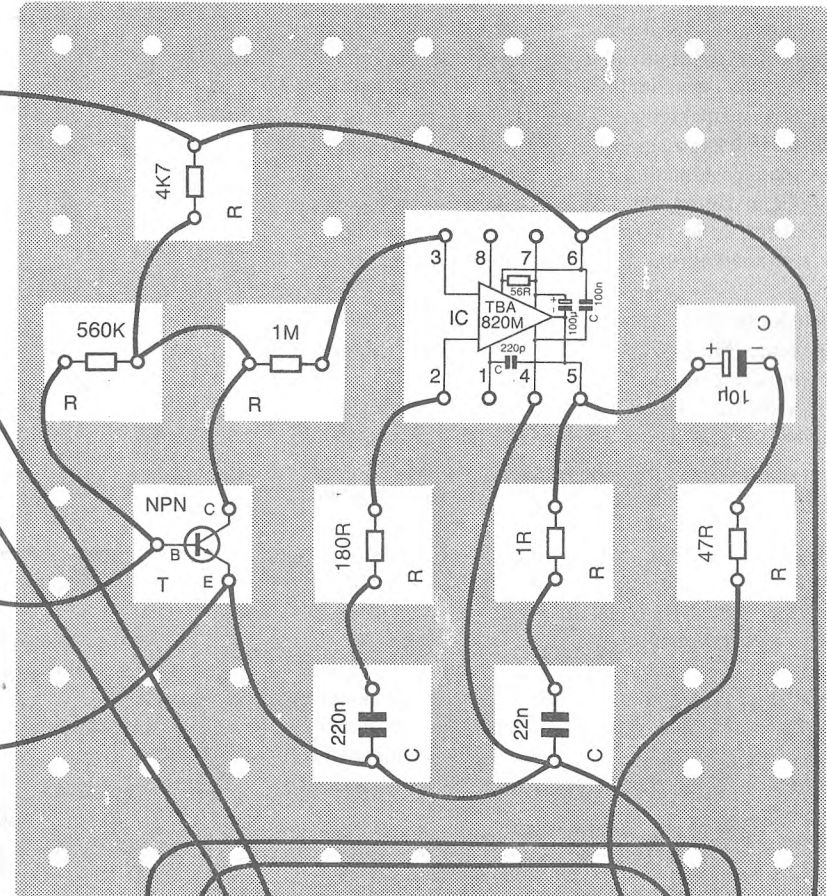 4K7
R
3 8 7 6
56R
+
-
100µ
C
100n
IC
TBA
820M
220p
C
2 1 4 5
560K
R
1M
R
C
+ -
10µ
NPN
C
B
T
E
180R
R
1R
R
47R
R
220n
C
22n
C